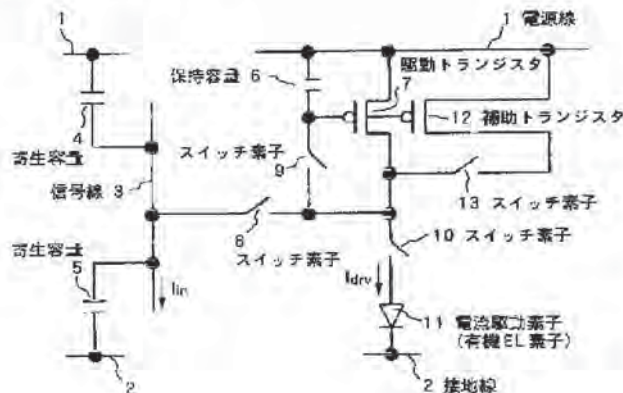 1
1 電源線
保持容量 6
駆動トランジスタ
7
12 補助トランジスタ
4
寄生容量
スイッチ素子
9
信号線 3
13 スイッチ素子
8
スイッチ素子
10 スイッチ素子
寄生容量
5
Iin
Idrv
11 電流駆動素子
(有機EL素子)
2
2 接地線